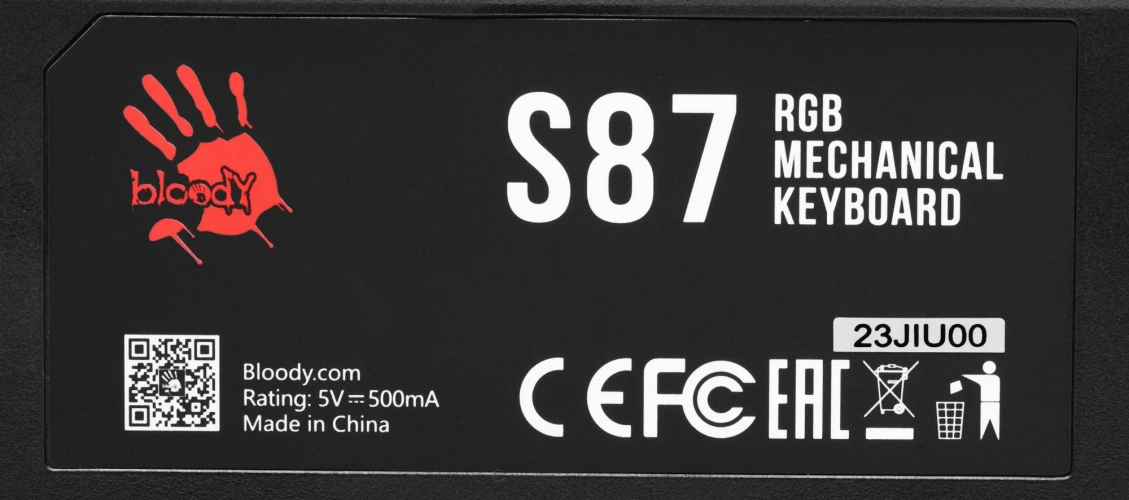 bloody
S87
RGB
MECHANICAL
KEYBOARD
23JIU00
Bloody.com
Rating: 5V⎓500mA
Made in China
CE FC EAC